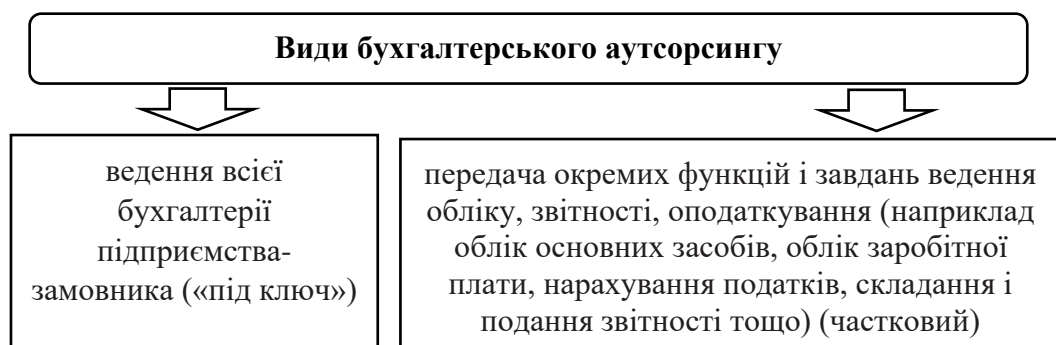 Види бухгалтерського аутсорсингу
ведення всієї
бухгалтерії
підприємства-
замовника («під ключ»)
передача окремих функцій і завдань ведення
обліку, звітності, оподаткування (наприклад
облік основних засобів, облік заробітної
плати, нарахування податків, складання і
подання звітності тощо) (частковий)